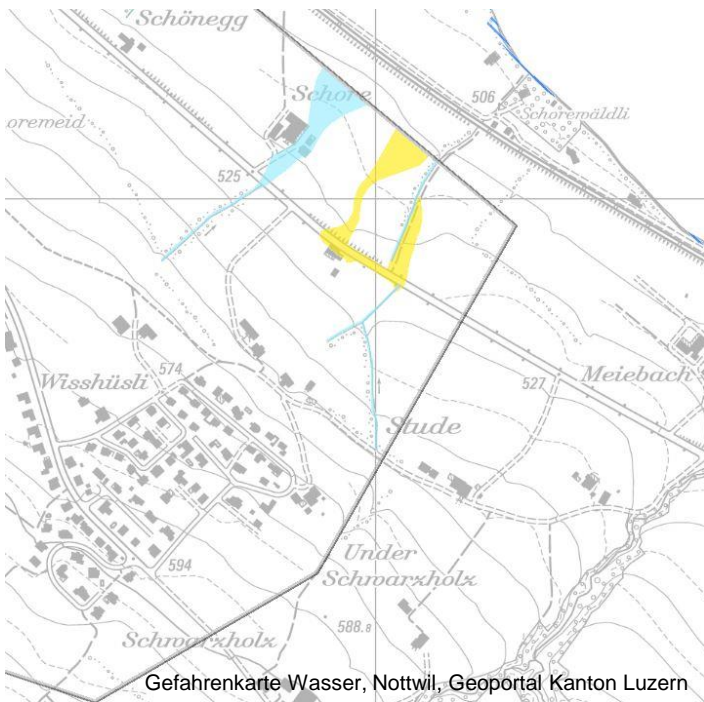 Schönegg
506
Schore
Schorewäldli
oreweid
525
574
Wisshüsli
527
Meiebach
Stude
Under
Schwarzholz
594
588.8
Schwarzholz
Gefahrenkarte Wasser, Nottwil, Geoportal Kanton Luzern